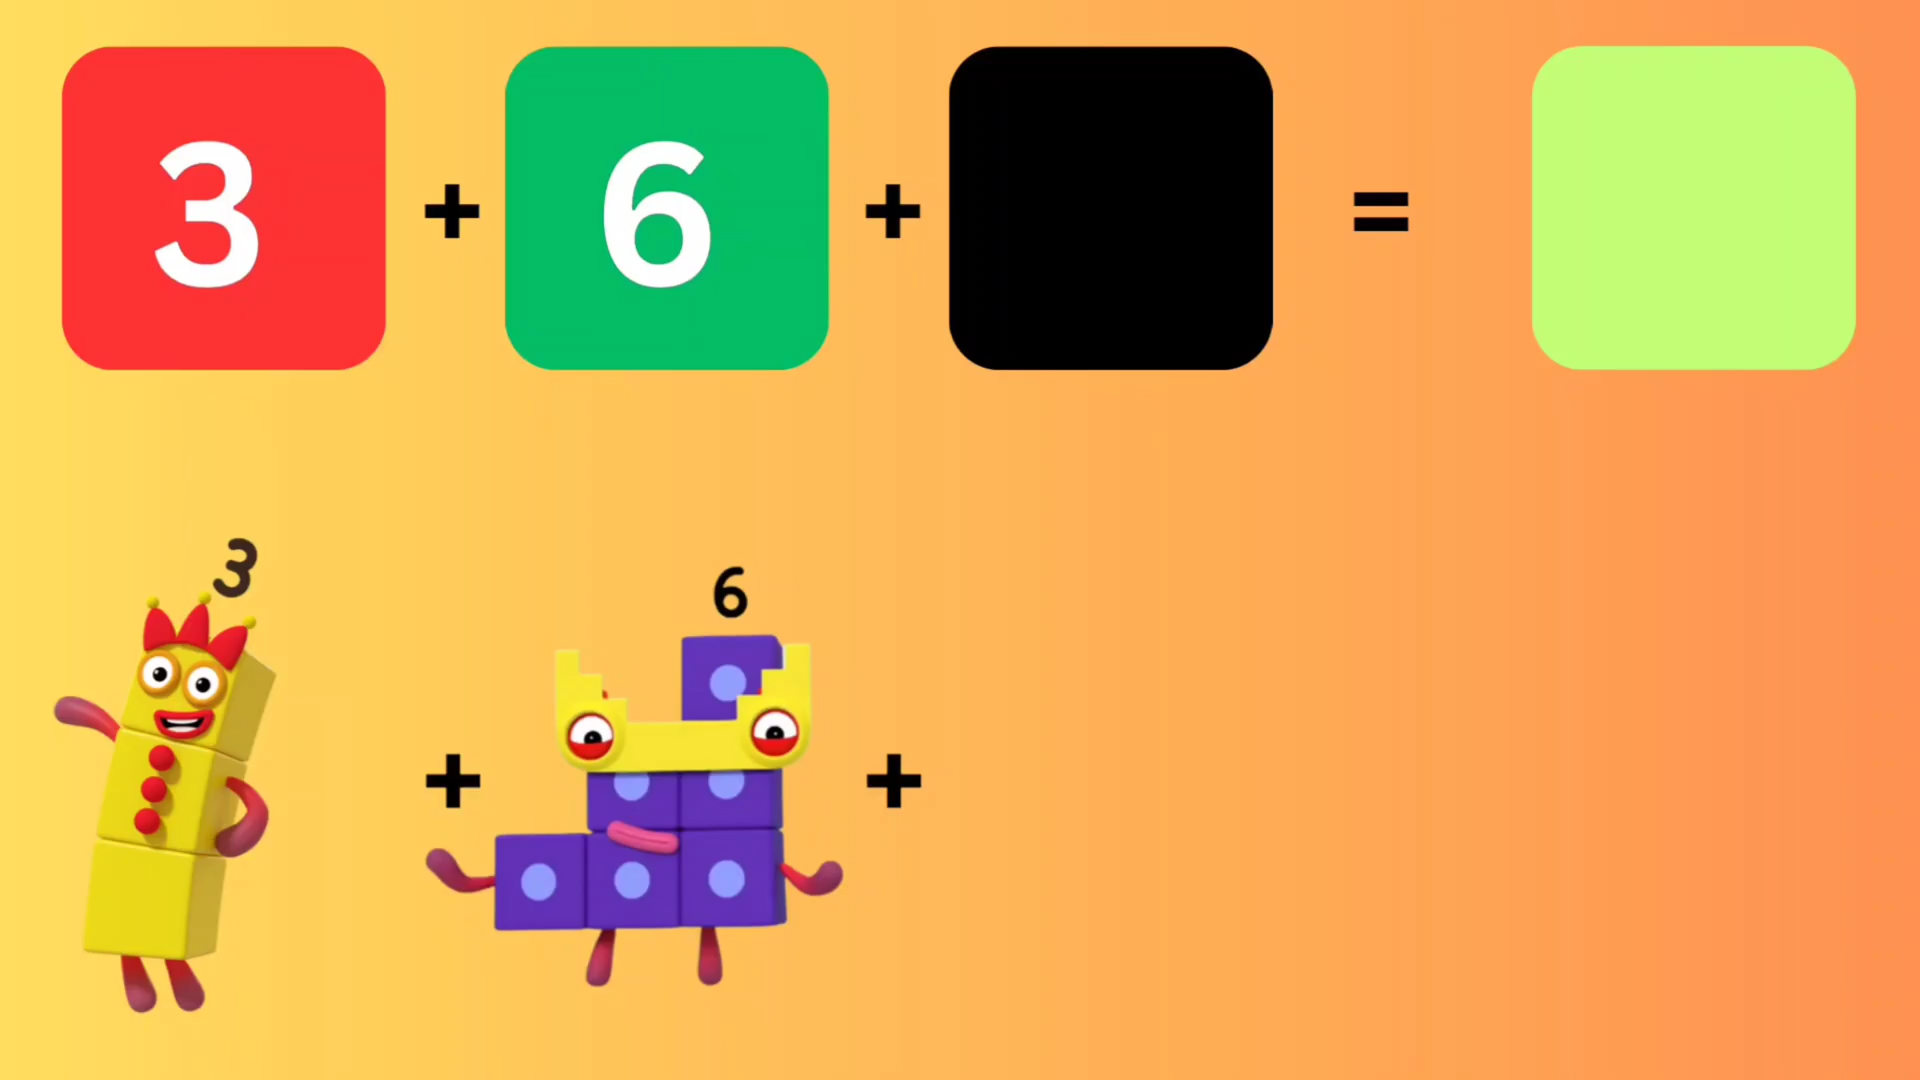 3 + 6 + =
3
6
+ +